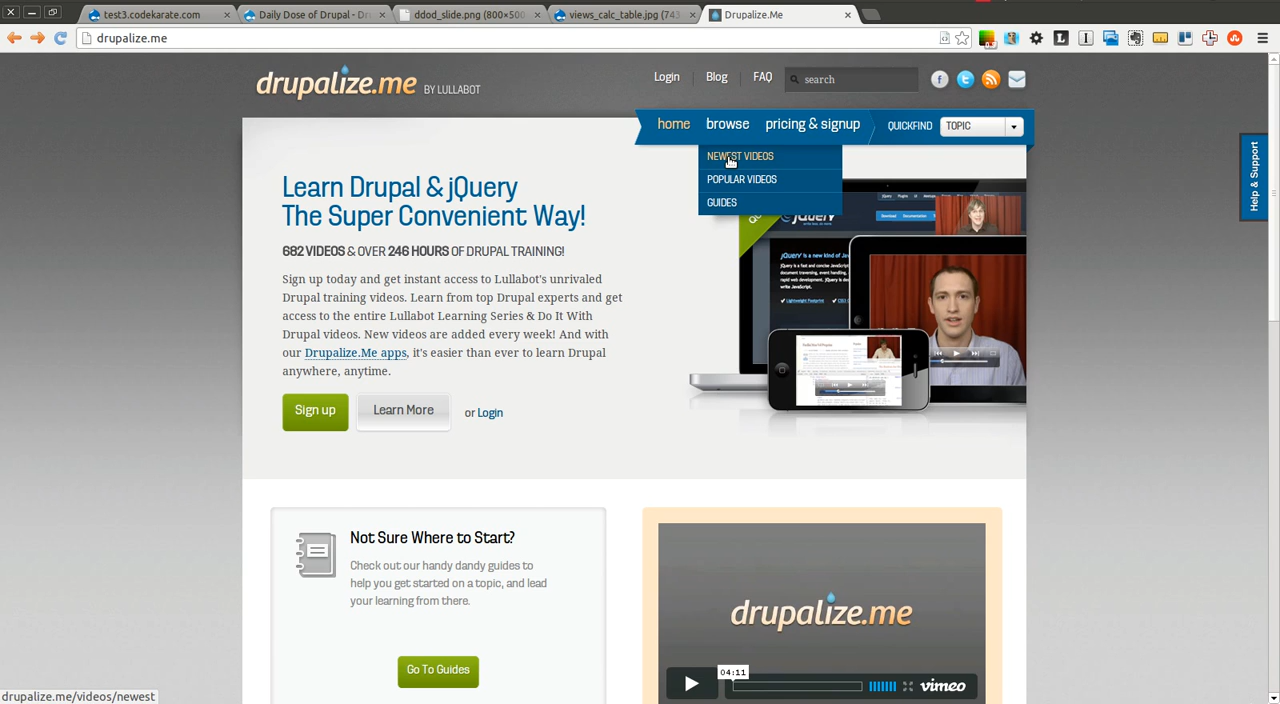 test3.codekarate.com
Daily Dose of Drupal - Dr
ddod_slide.png (800×500
views_calc_table.jpg (743
Drupalize.Me
drupalize.me
drupalize.me BY LULLABOT
Login
Blog
FAQ
search
home
browse
pricing & signup
QUICKFIND
TOPIC
NEWEST VIDEOS
POPULAR VIDEOS
GUIDES
Help & Support
Learn Drupal & jQuery
The Super Convenient Way!
682 VIDEOS & OVER 246 HOURS OF DRUPAL TRAINING!
Sign up today and get instant access to Lullabot's unrivaled
Drupal training videos. Learn from top Drupal experts and get
access to the entire Lullabot Learning Series & Do It With
Drupal videos. New videos are added every week! And with
our Drupalize.Me apps, it's easier than ever to learn Drupal
anywhere, anytime.
Sign up
Learn More
or Login
jQuery
Lightweight Footprint
Not Sure Where to Start?
Check out our handy dandy guides to
help you get started on a topic, and lead
your learning from there.
Go To Guides
drupalize.me
04:11
vimeo
drupalize.me/videos/newest